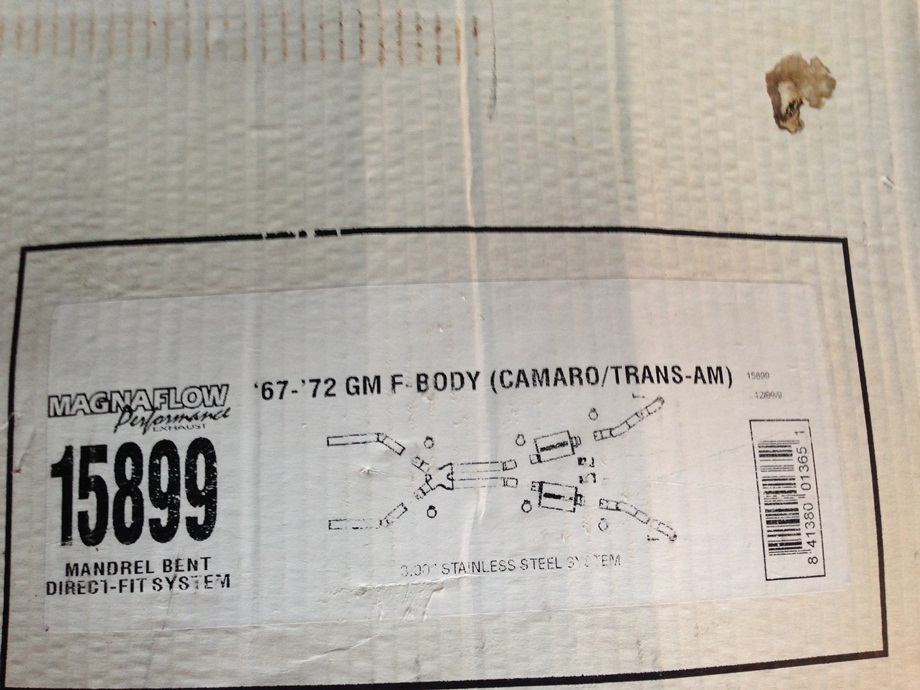 '67-'72 GM F-BODY (CAMARO/TRANS-AM)
15899
MAGNAFLOW
Performance
EXHAUST
15899
MANDREL BENT
DIRECT-FIT SYSTEM
3.00" STAINLESS STEEL SYSTEM
8 41380 01365 1